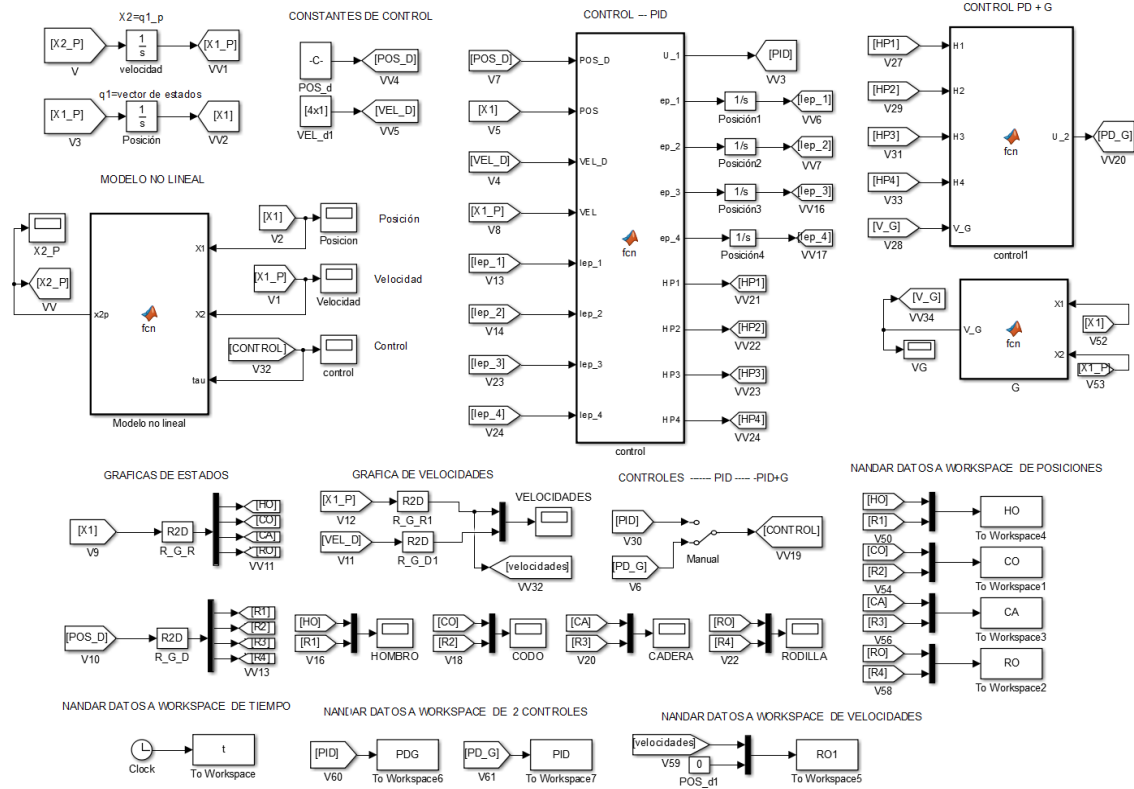 X2=q1_p
[X2_P]
V
1
s
velocidad
[X1_P]
VV1
q1=vector de estados
[X1_P]
V3
1
s
Posición
[X1]
VV2
CONSTANTES DE CONTROL
-C-
POS_d
[POS_D]
VV4
[4x1]
VEL_d1
[VEL_D]
VV5
MODELO NO LINEAL
X2_P
[X2_P]
VV
x2p
fcn
X1
X2
tau
Modelo no lineal
[X1]
V2
Posicion
Posición
[X1_P]
V1
Velocidad
Velocidad
[CONTROL]
V32
control
Control
CONTROL --- PID
[POS_D]
V7
[X1]
V5
[VEL_D]
V4
[X1_P]
V8
[Iep_1]
V13
[Iep_2]
V14
[Iep_3]
V23
[Iep_4]
V24
POS_D
POS
VEL_D
VEL
Iep_1
Iep_2
Iep_3
Iep_4
fcn
U_1
ep_1
ep_2
ep_3
ep_4
HP1
HP2
HP3
HP4
control
[PID]
VV3
1/s
Posición1
[Iep_1]
VV6
1/s
Posición2
[Iep_2]
VV7
1/s
Posición3
[Iep_3]
VV16
1/s
Posición4
[Iep_4]
VV17
[HP1]
VV21
[HP2]
VV22
[HP3]
VV23
[HP4]
VV24
CONTROL PD + G
[HP1]
V27
[HP2]
V29
[HP3]
V31
[HP4]
V33
[V_G]
V28
H1
H2
H3
H4
V_G
fcn
U_2
control1
[PD_G]
VV20
[V_G]
VV34
VG
V_G
fcn
X1
X2
G
[X1]
V52
[X1_P]
V53
GRAFICAS DE ESTADOS
[X1]
V9
R2D
R_G_R
[HO]
[CO]
[CA]
[RO]
VV11
[POS_D]
V10
R2D
R_G_D
[R1]
[R2]
[R3]
[R4]
VV13
GRAFICA DE VELOCIDADES
[X1_P]
V12
R2D
R_G_R1
[VEL_D]
V11
R2D
R_G_D1
VELOCIDADES
[velocidades]
VV32
CONTROLES ------- PID ----- -PID+G
[PID]
V30
[PD_G]
V6
Manual
[CONTROL]
VV19
[HO]
[R1]
V16
HOMBRO
[CO]
[R2]
V18
CODO
[CA]
[R3]
V20
CADERA
[RO]
[R4]
V22
RODILLA
NANDAR DATOS A WORKSPACE DE POSICIONES
[HO]
[R1]
V50
HO
To Workspace4
[CO]
[R2]
V54
CO
To Workspace1
[CA]
[R3]
V56
CA
To Workspace3
[RO]
[R4]
V58
RO
To Workspace2
NANDAR DATOS A WORKSPACE DE TIEMPO
Clock
t
To Workspace
NANDAR DATOS A WORKSPACE DE 2 CONTROLES
[PID]
V60
PDG
To Workspace6
[PD_G]
V61
PID
To Workspace7
NANDAR DATOS A WORKSPACE DE VELOCIDADES
[velocidades]
V59
0
POS_d1
RO1
To Workspace5